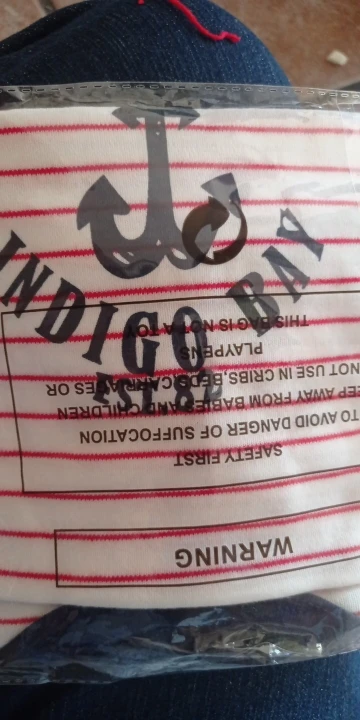 INDIGO BAY
WARNING
SAFETY FIRST
TO AVOID DANGER OF SUFFOCATION
KEEP AWAY FROM BABIES AND CHILDREN
NOT USE IN CRIBS, BEDS, CARRIAGES OR
PLAYPENS
THIS BAG IS NOT A TOY